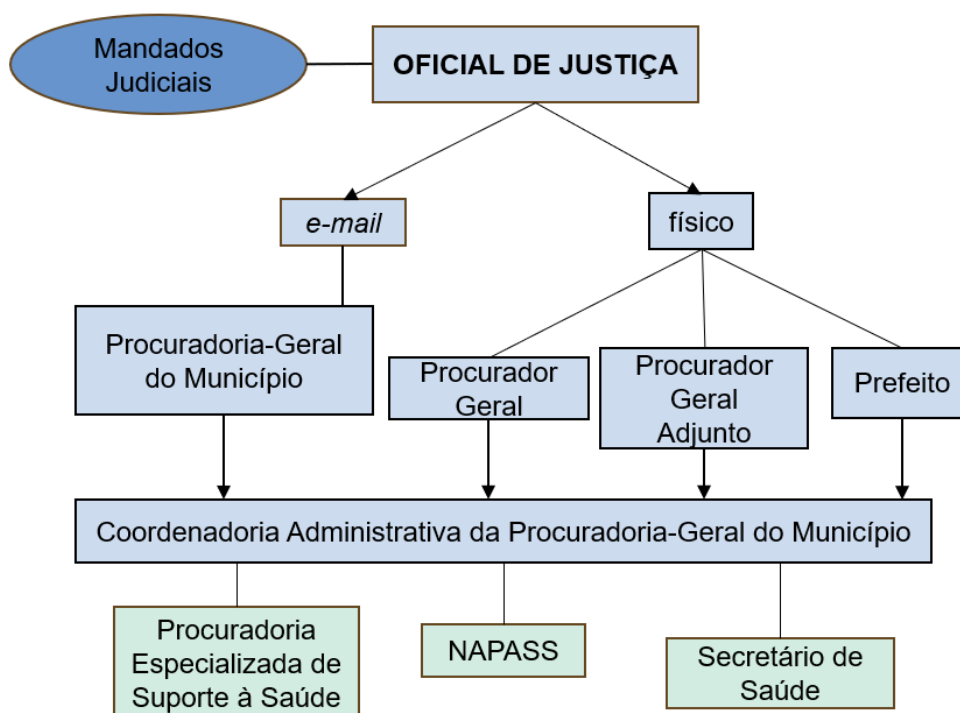 Mandados
Judiciais
OFICIAL DE JUSTIÇA
e-mail
físico
Procuradoria-Geral
do Município
Procurador
Geral
Procurador
Geral
Adjunto
Prefeito
Coordenadoria Administrativa da Procuradoria-Geral do Município
Procuradoria
Especializada de
Suporte à Saúde
NAPASS
Secretário de
Saúde